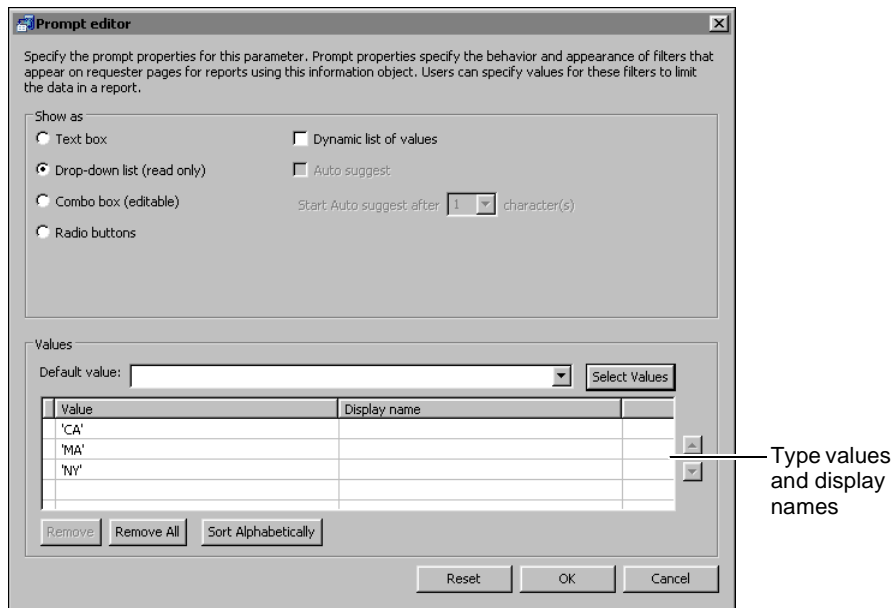 Prompt editor
Specify the prompt properties for this parameter. Prompt properties specify the behavior and appearance of filters that
appear on requester pages for reports using this information object. Users can specify values for these filters to limit
the data in a report.
Show as
Text box
Dynamic list of values
Drop-down list (read only)
Auto suggest
Combo box (editable)
Start Auto suggest after 1 character(s)
Radio buttons
Values
Default value:
Select Values
Value Display name
'CA'
'MA'
'NY'
Type values
and display
names
Remove Remove All Sort Alphabetically
Reset OK Cancel